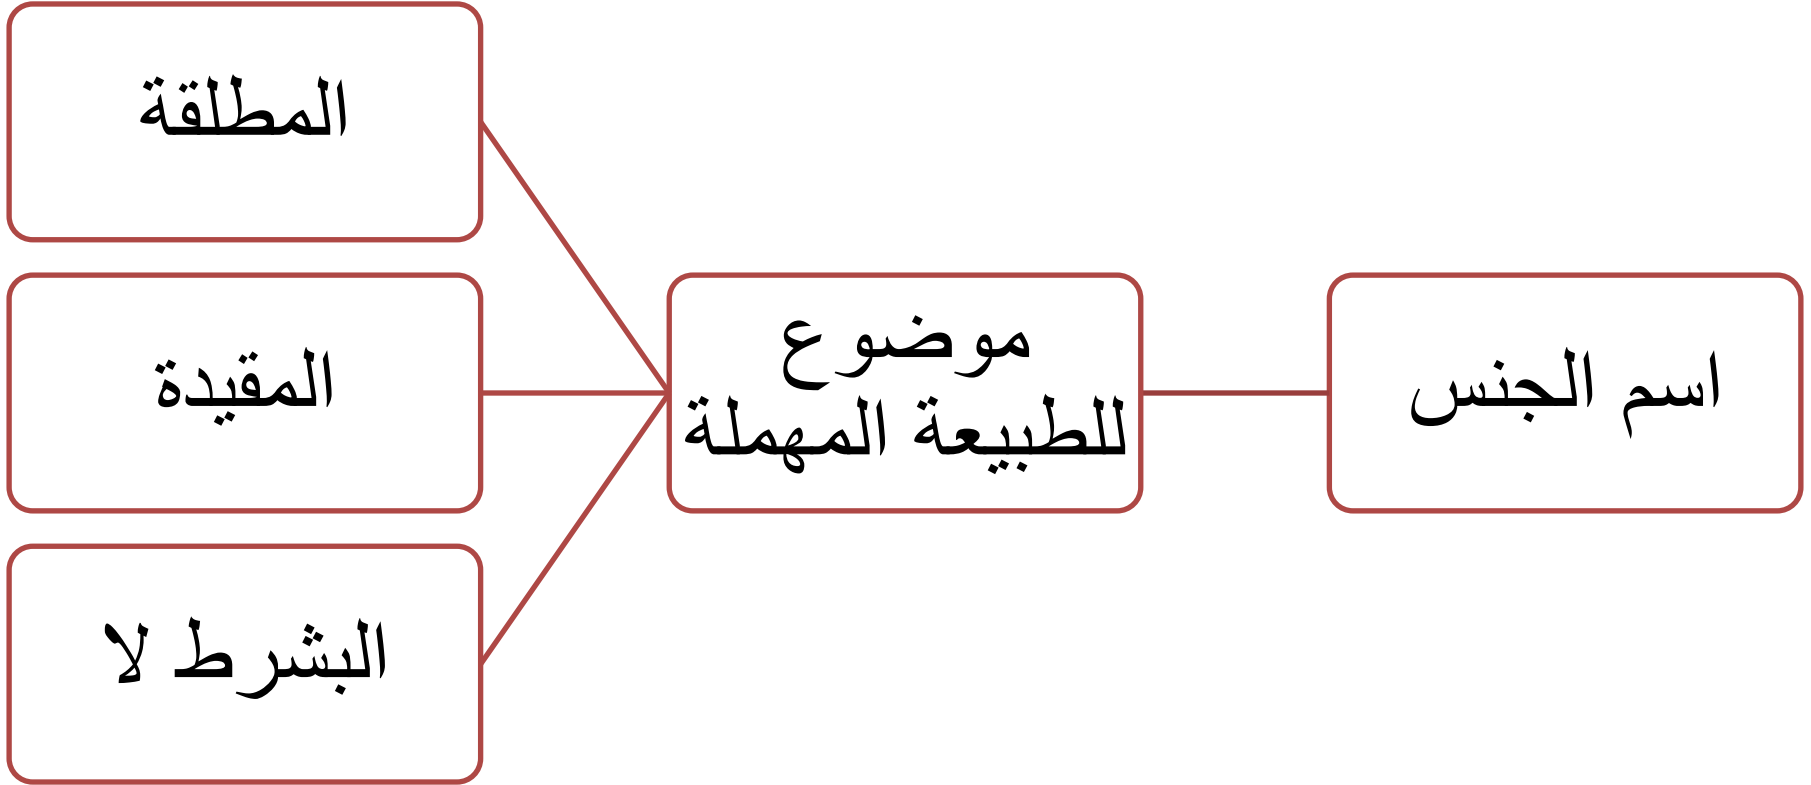 اسم الجنس
موضوع
للطبيعة المهملة
المطلقة
المقيدة
البشرط لا